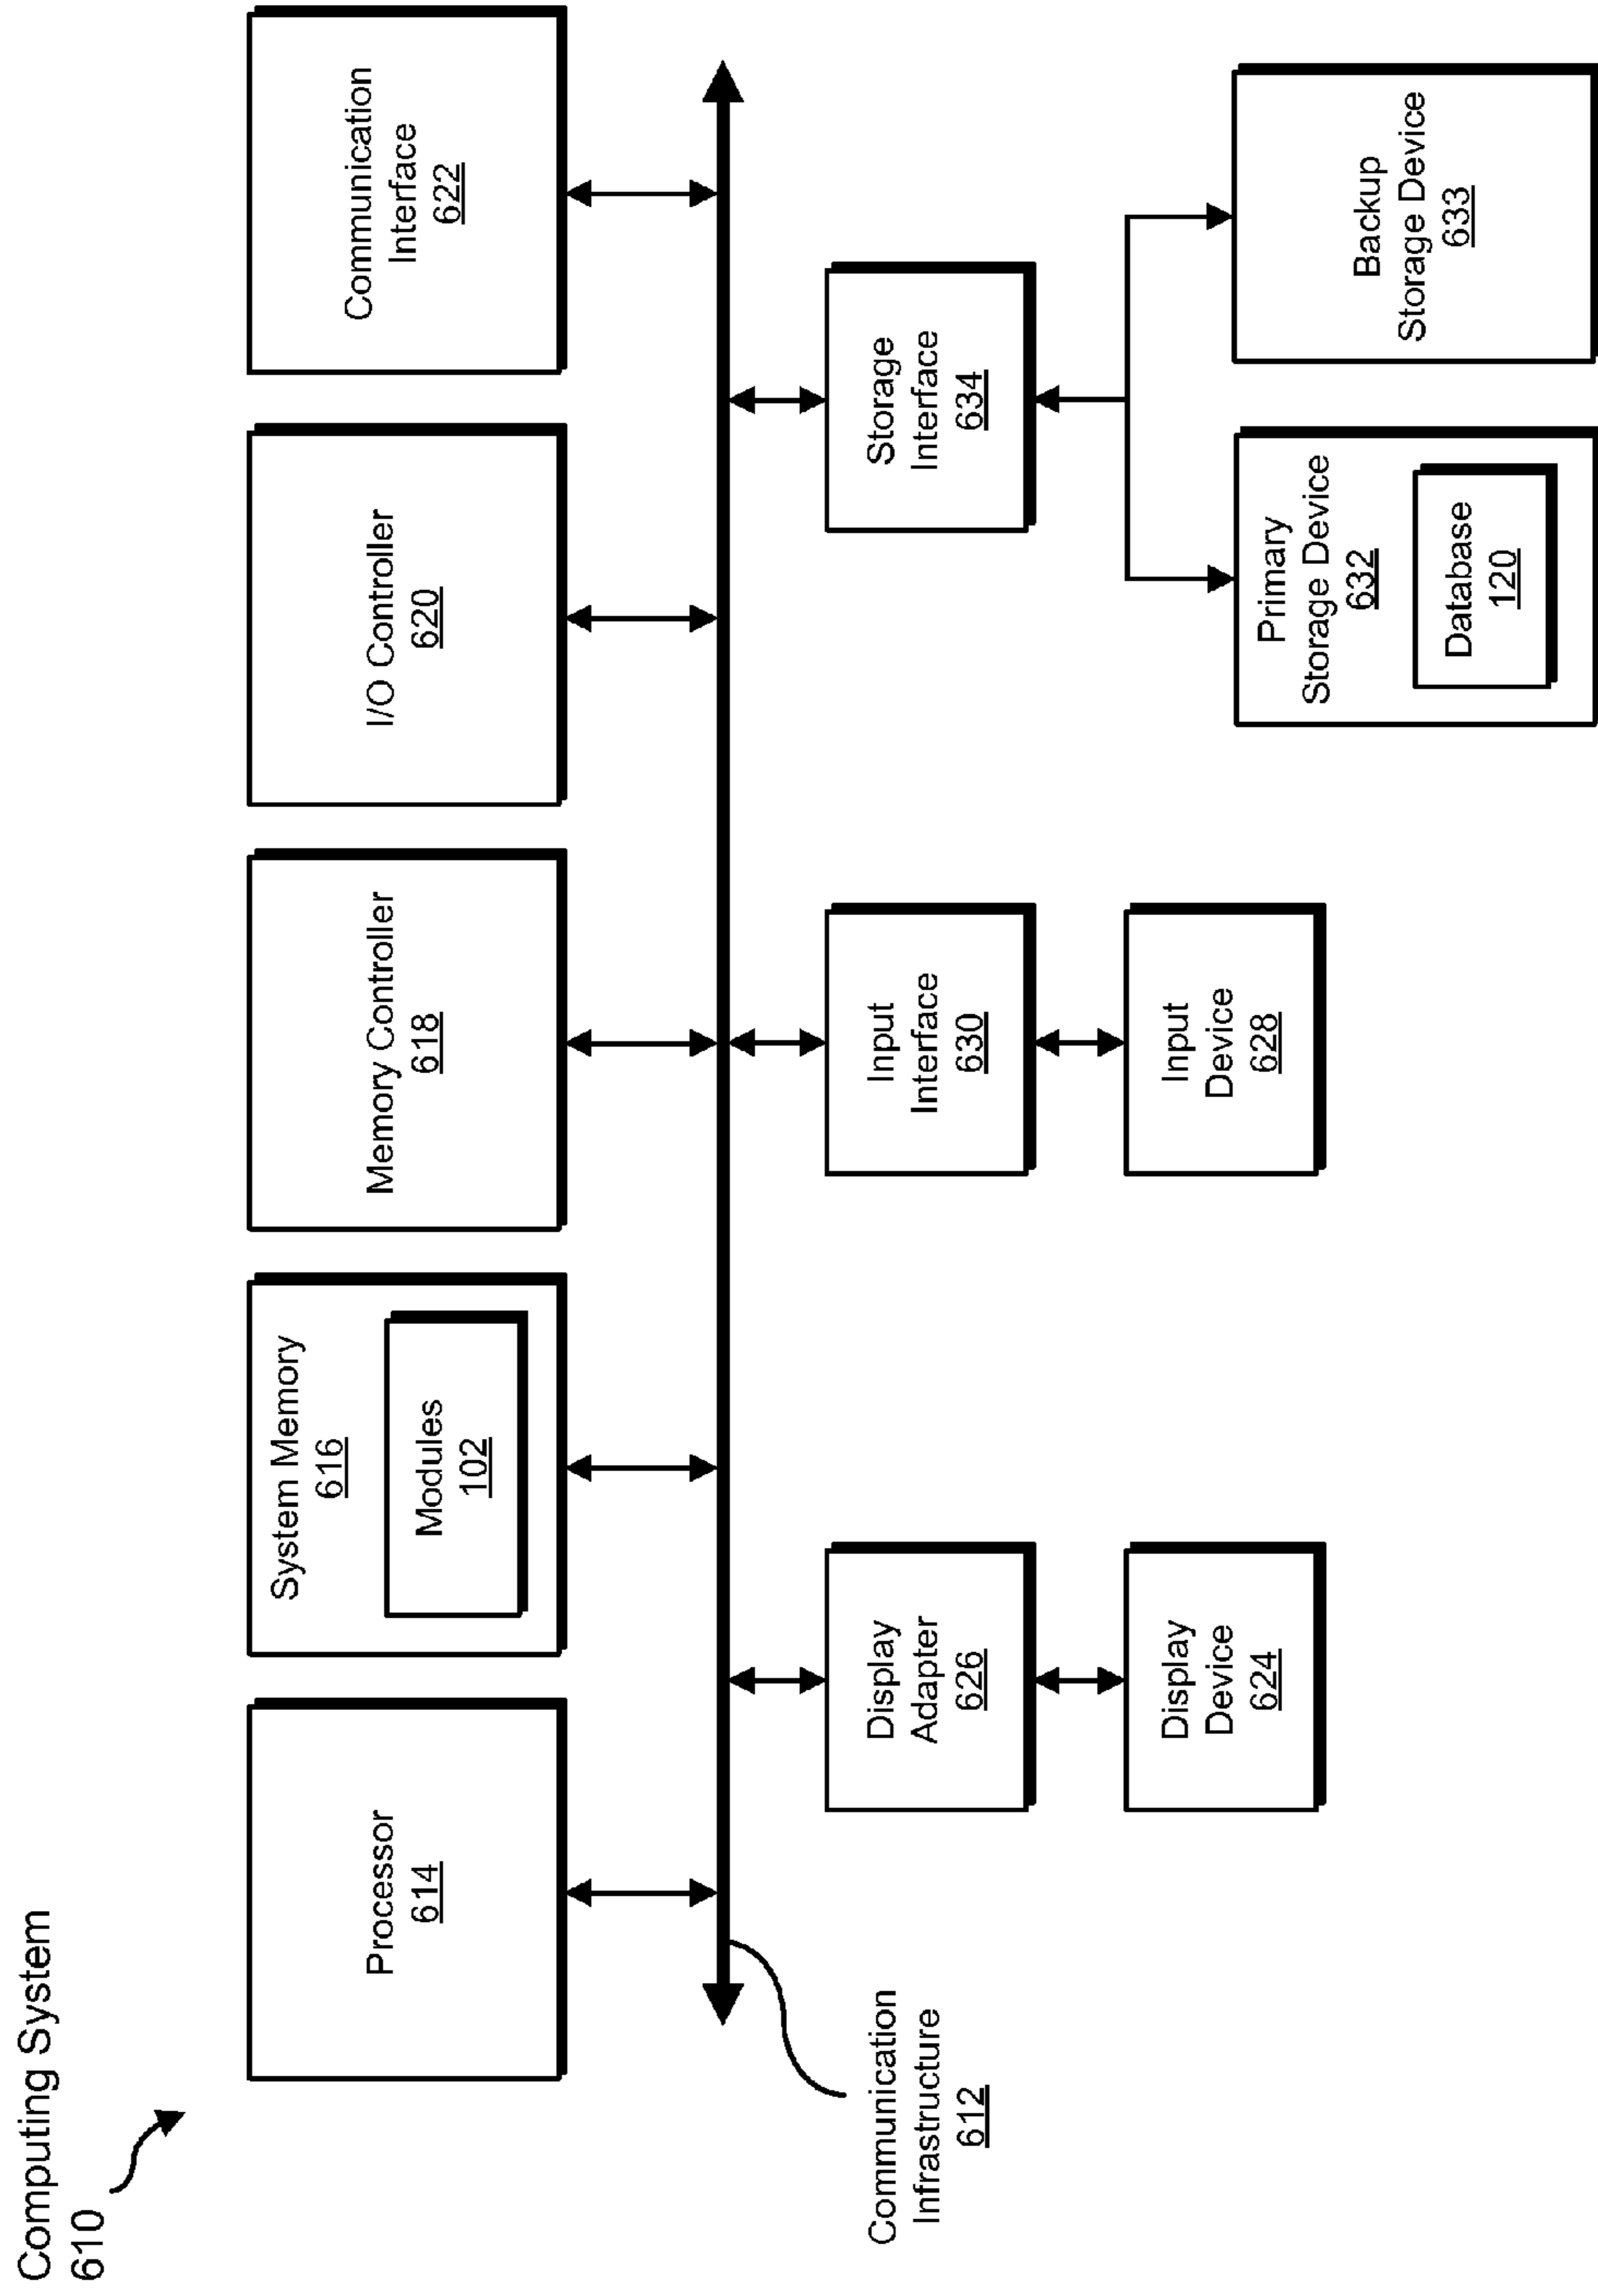 Computing System
610
Processor
614
System Memory
616
Modules
102
Memory Controller
618
I/O Controller
620
Communication
Interface
622
Communication
Infrastructure
612
Display
Adapter
626
Display
Device
624
Input
Interface
630
Input
Device
628
Storage
Interface
634
Primary
Storage Device
632
Database
120
Backup
Storage Device
633